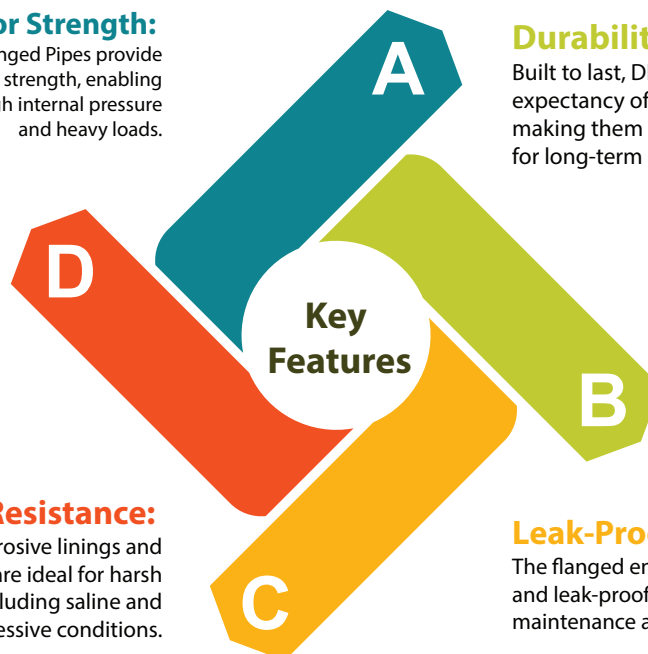 or Strength:
nged Pipes provide
strength, enabling
gh internal pressure
and heavy loads.
A
Durabilit
Built to last, D
expectancy of
making them
for long-term
D
Key
Features
B
Resistance:
rosive linings and
are ideal for harsh
luding saline and
essive conditions.
C
Leak-Proo
The flanged en
and leak-proof
maintenance a